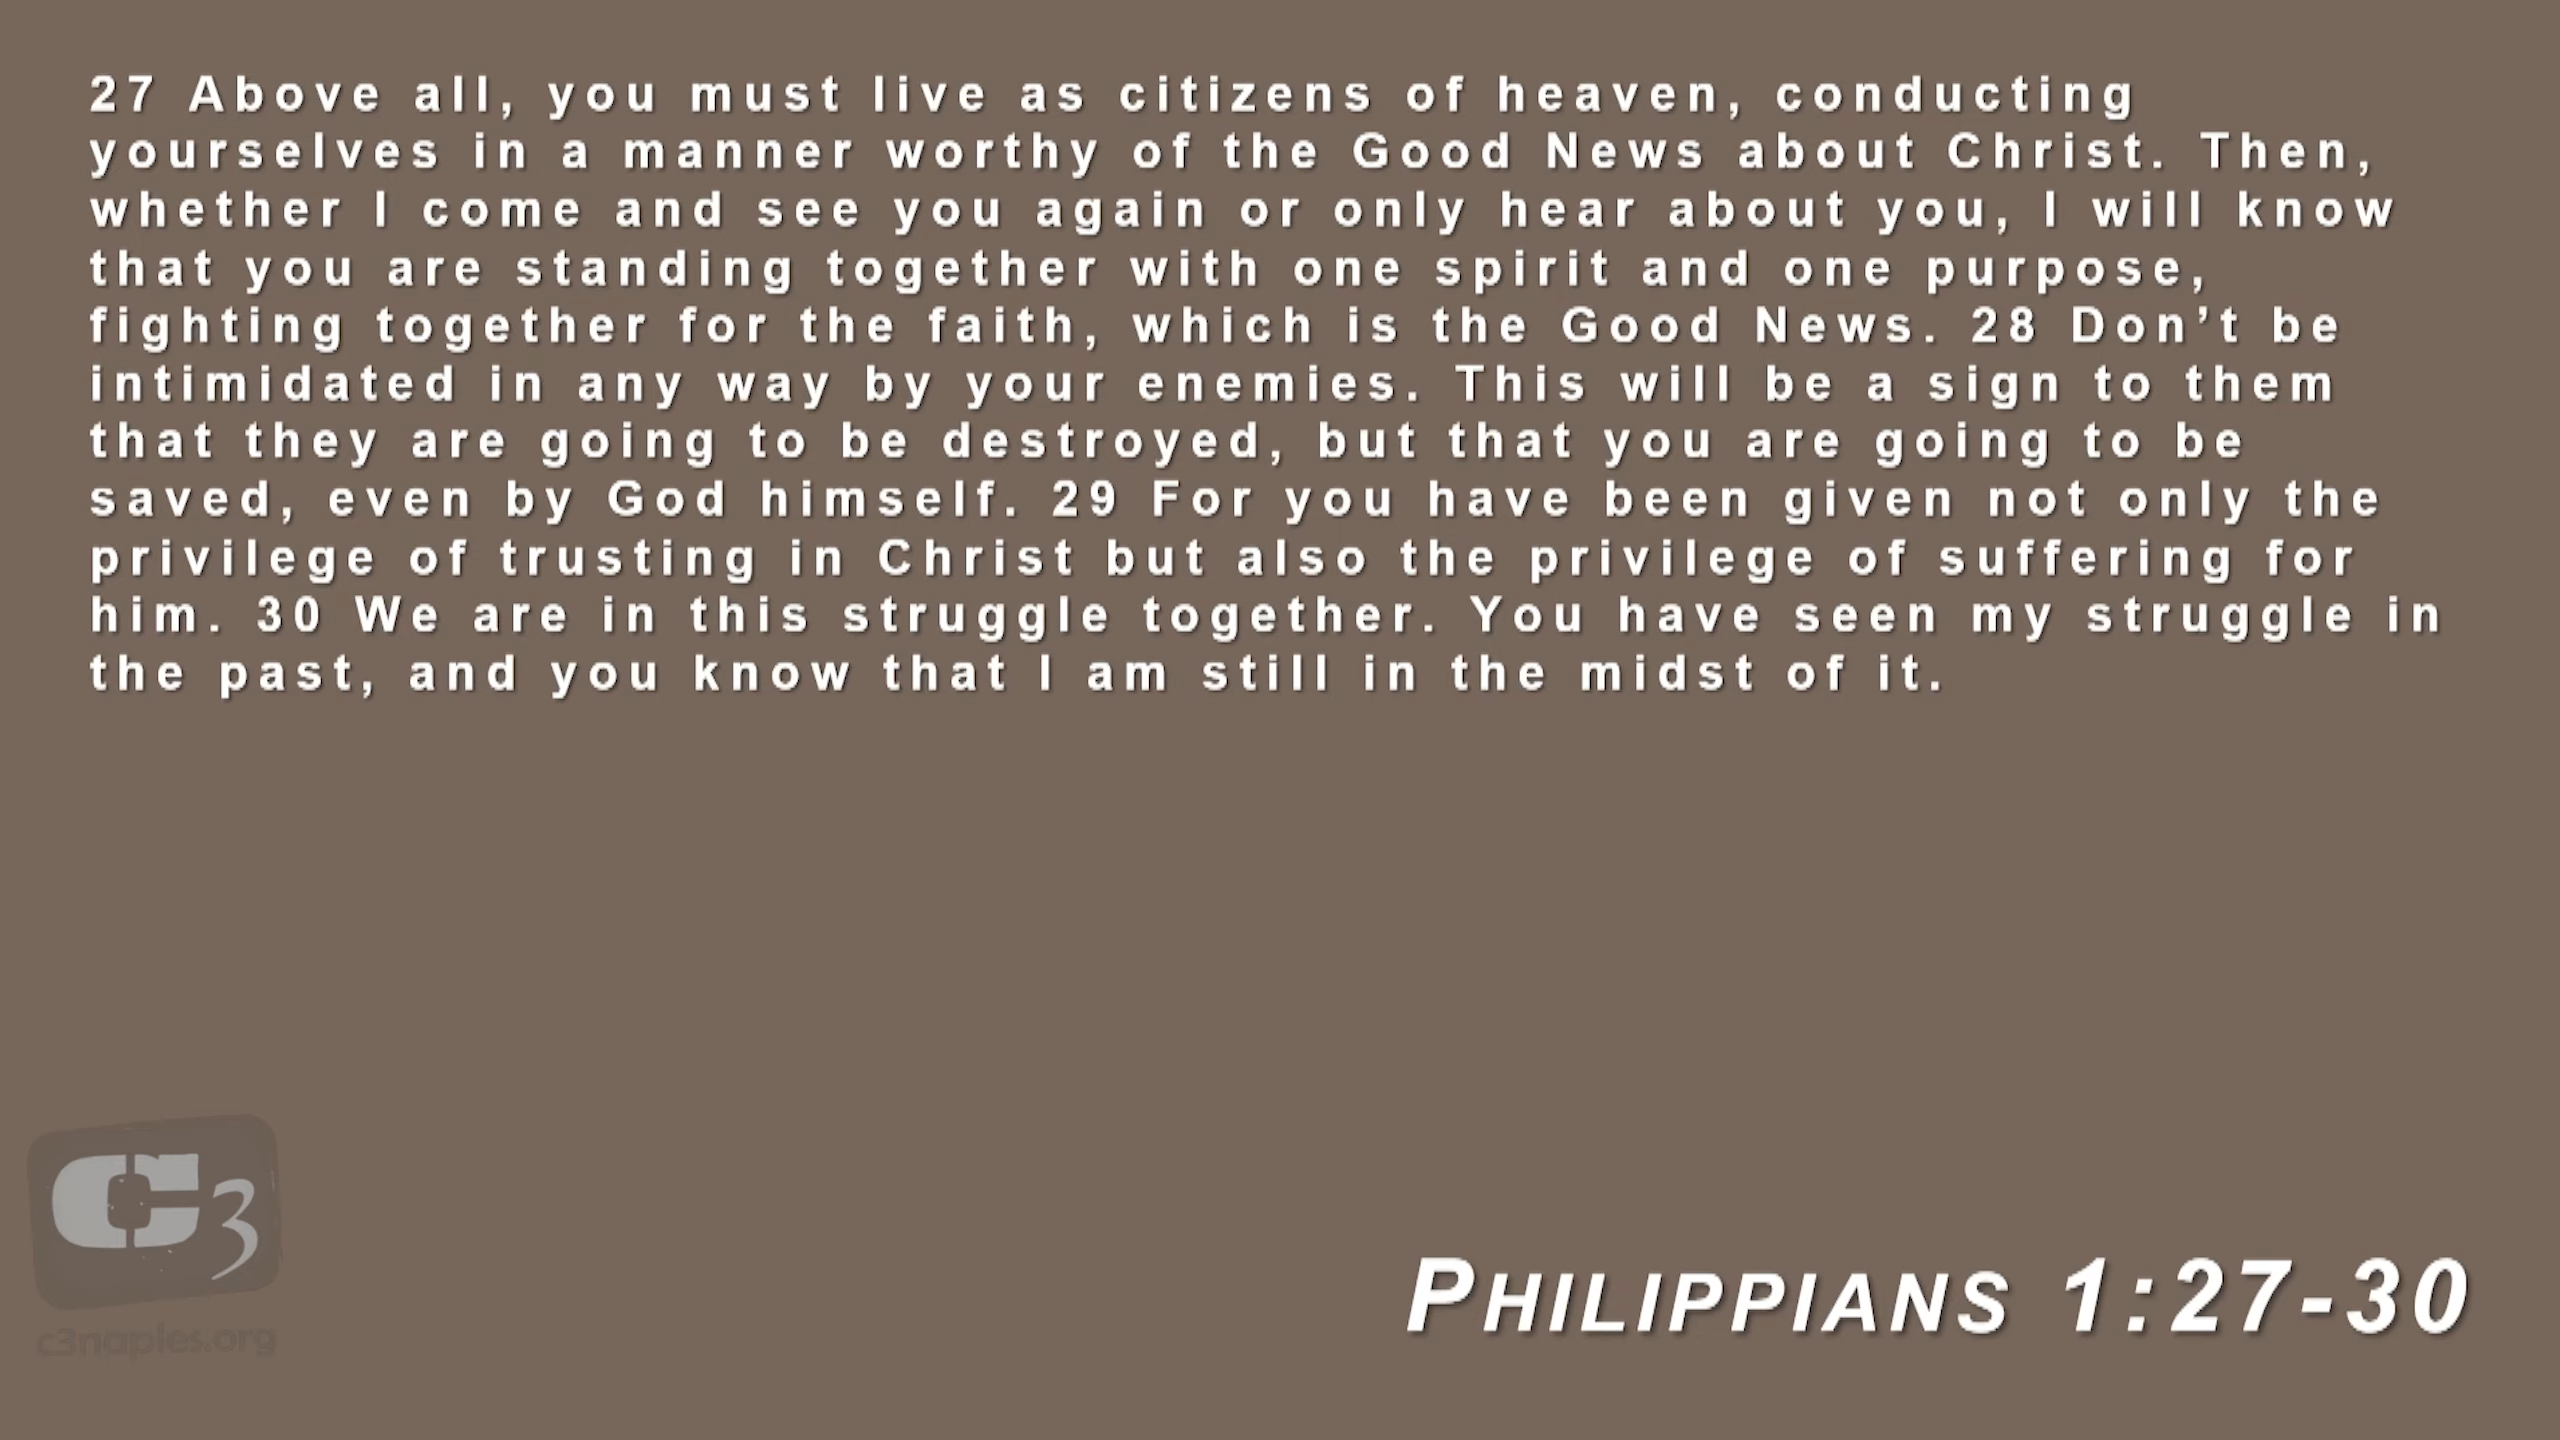 27 Above all, you must live as citizens of heaven, conducting
yourselves in a manner worthy of the Good News about Christ. Then,
whether I come and see you again or only hear about you, I will know
that you are standing together with one spirit and one purpose,
fighting together for the faith, which is the Good News. 28 Don’t be
intimidated in any way by your enemies. This will be a sign to them
that they are going to be destroyed, but that you are going to be
saved, even by God himself. 29 For you have been given not only the
privilege of trusting in Christ but also the privilege of suffering for
him. 30 We are in this struggle together. You have seen my struggle in
the past, and you know that I am still in the midst of it.
C3
c3naples.org
PHILIPPIANS 1:27-30